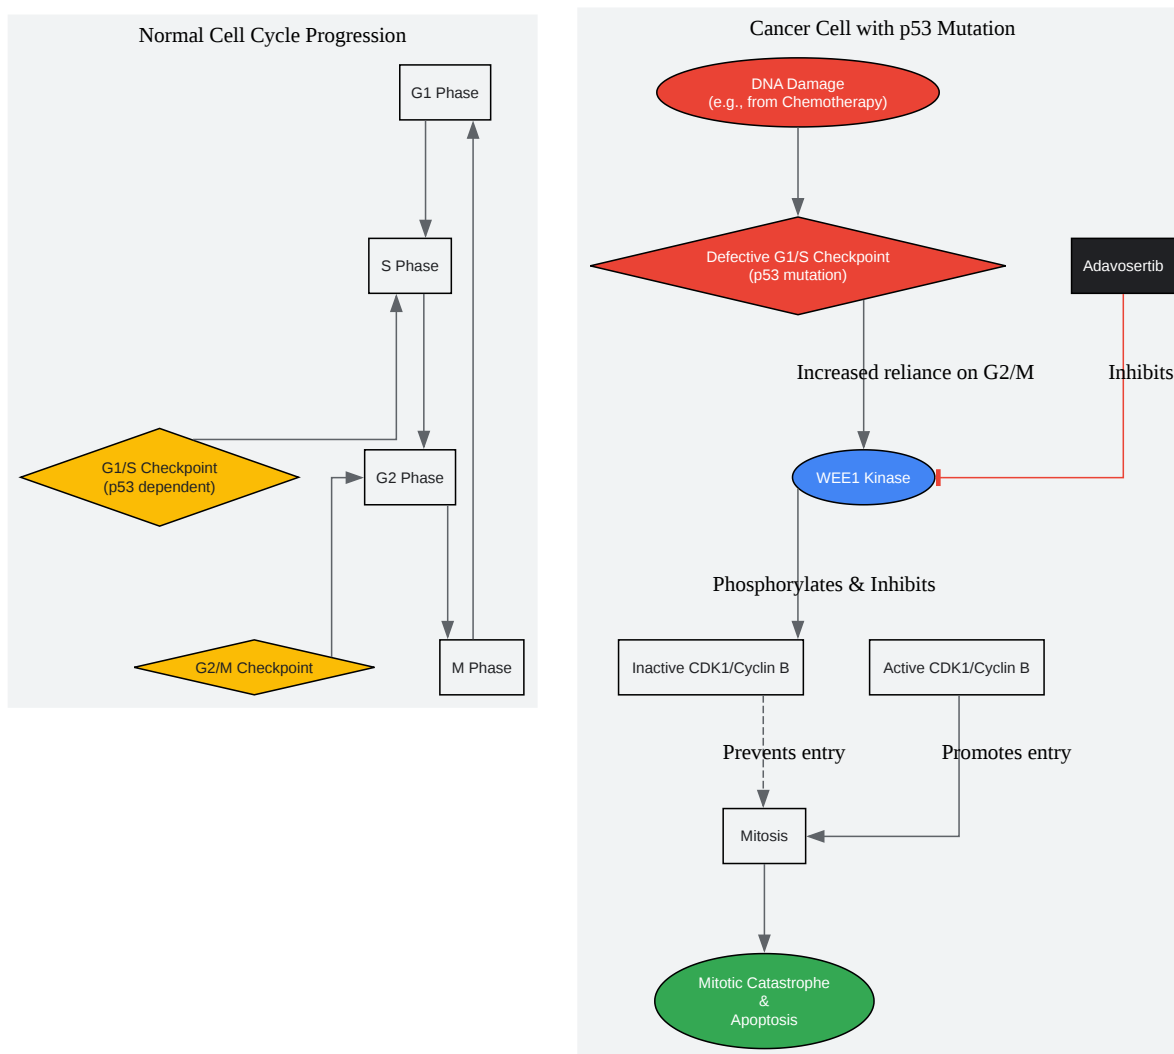 Normal Cell Cycle Progression
G1 Phase
S Phase
G1/S Checkpoint
(p53 dependent)
G2 Phase
G2/M Checkpoint
M Phase
Cancer Cell with p53 Mutation
DNA Damage
(e.g., from Chemotherapy)
Defective G1/S Checkpoint
(p53 mutation)
Adavosertib
Increased reliance on G2/M
Inhibits
WEE1 Kinase
Phosphorylates & Inhibits
Inactive CDK1/Cyclin B
Active CDK1/Cyclin B
Prevents entry
Promotes entry
Mitosis
Mitotic Catastrophe
&
Apoptosis